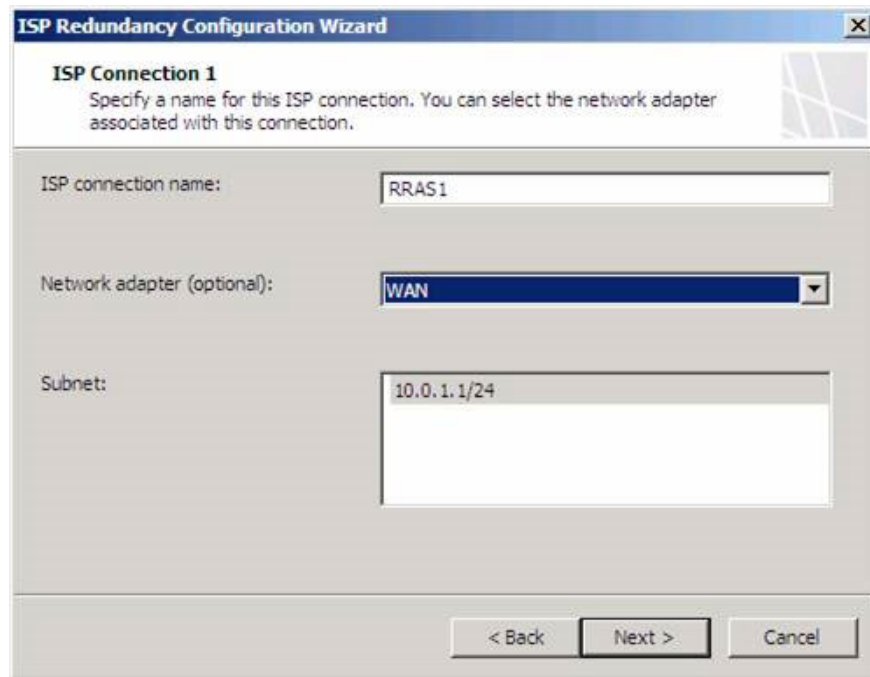 ISP Redundancy Configuration Wizard
ISP Connection 1
Specify a name for this ISP connection. You can select the network adapter
associated with this connection.
ISP connection name:
RRAS1
Network adapter (optional):
WAN
Subnet:
10.0.1.1/24
< Back
Next >
Cancel